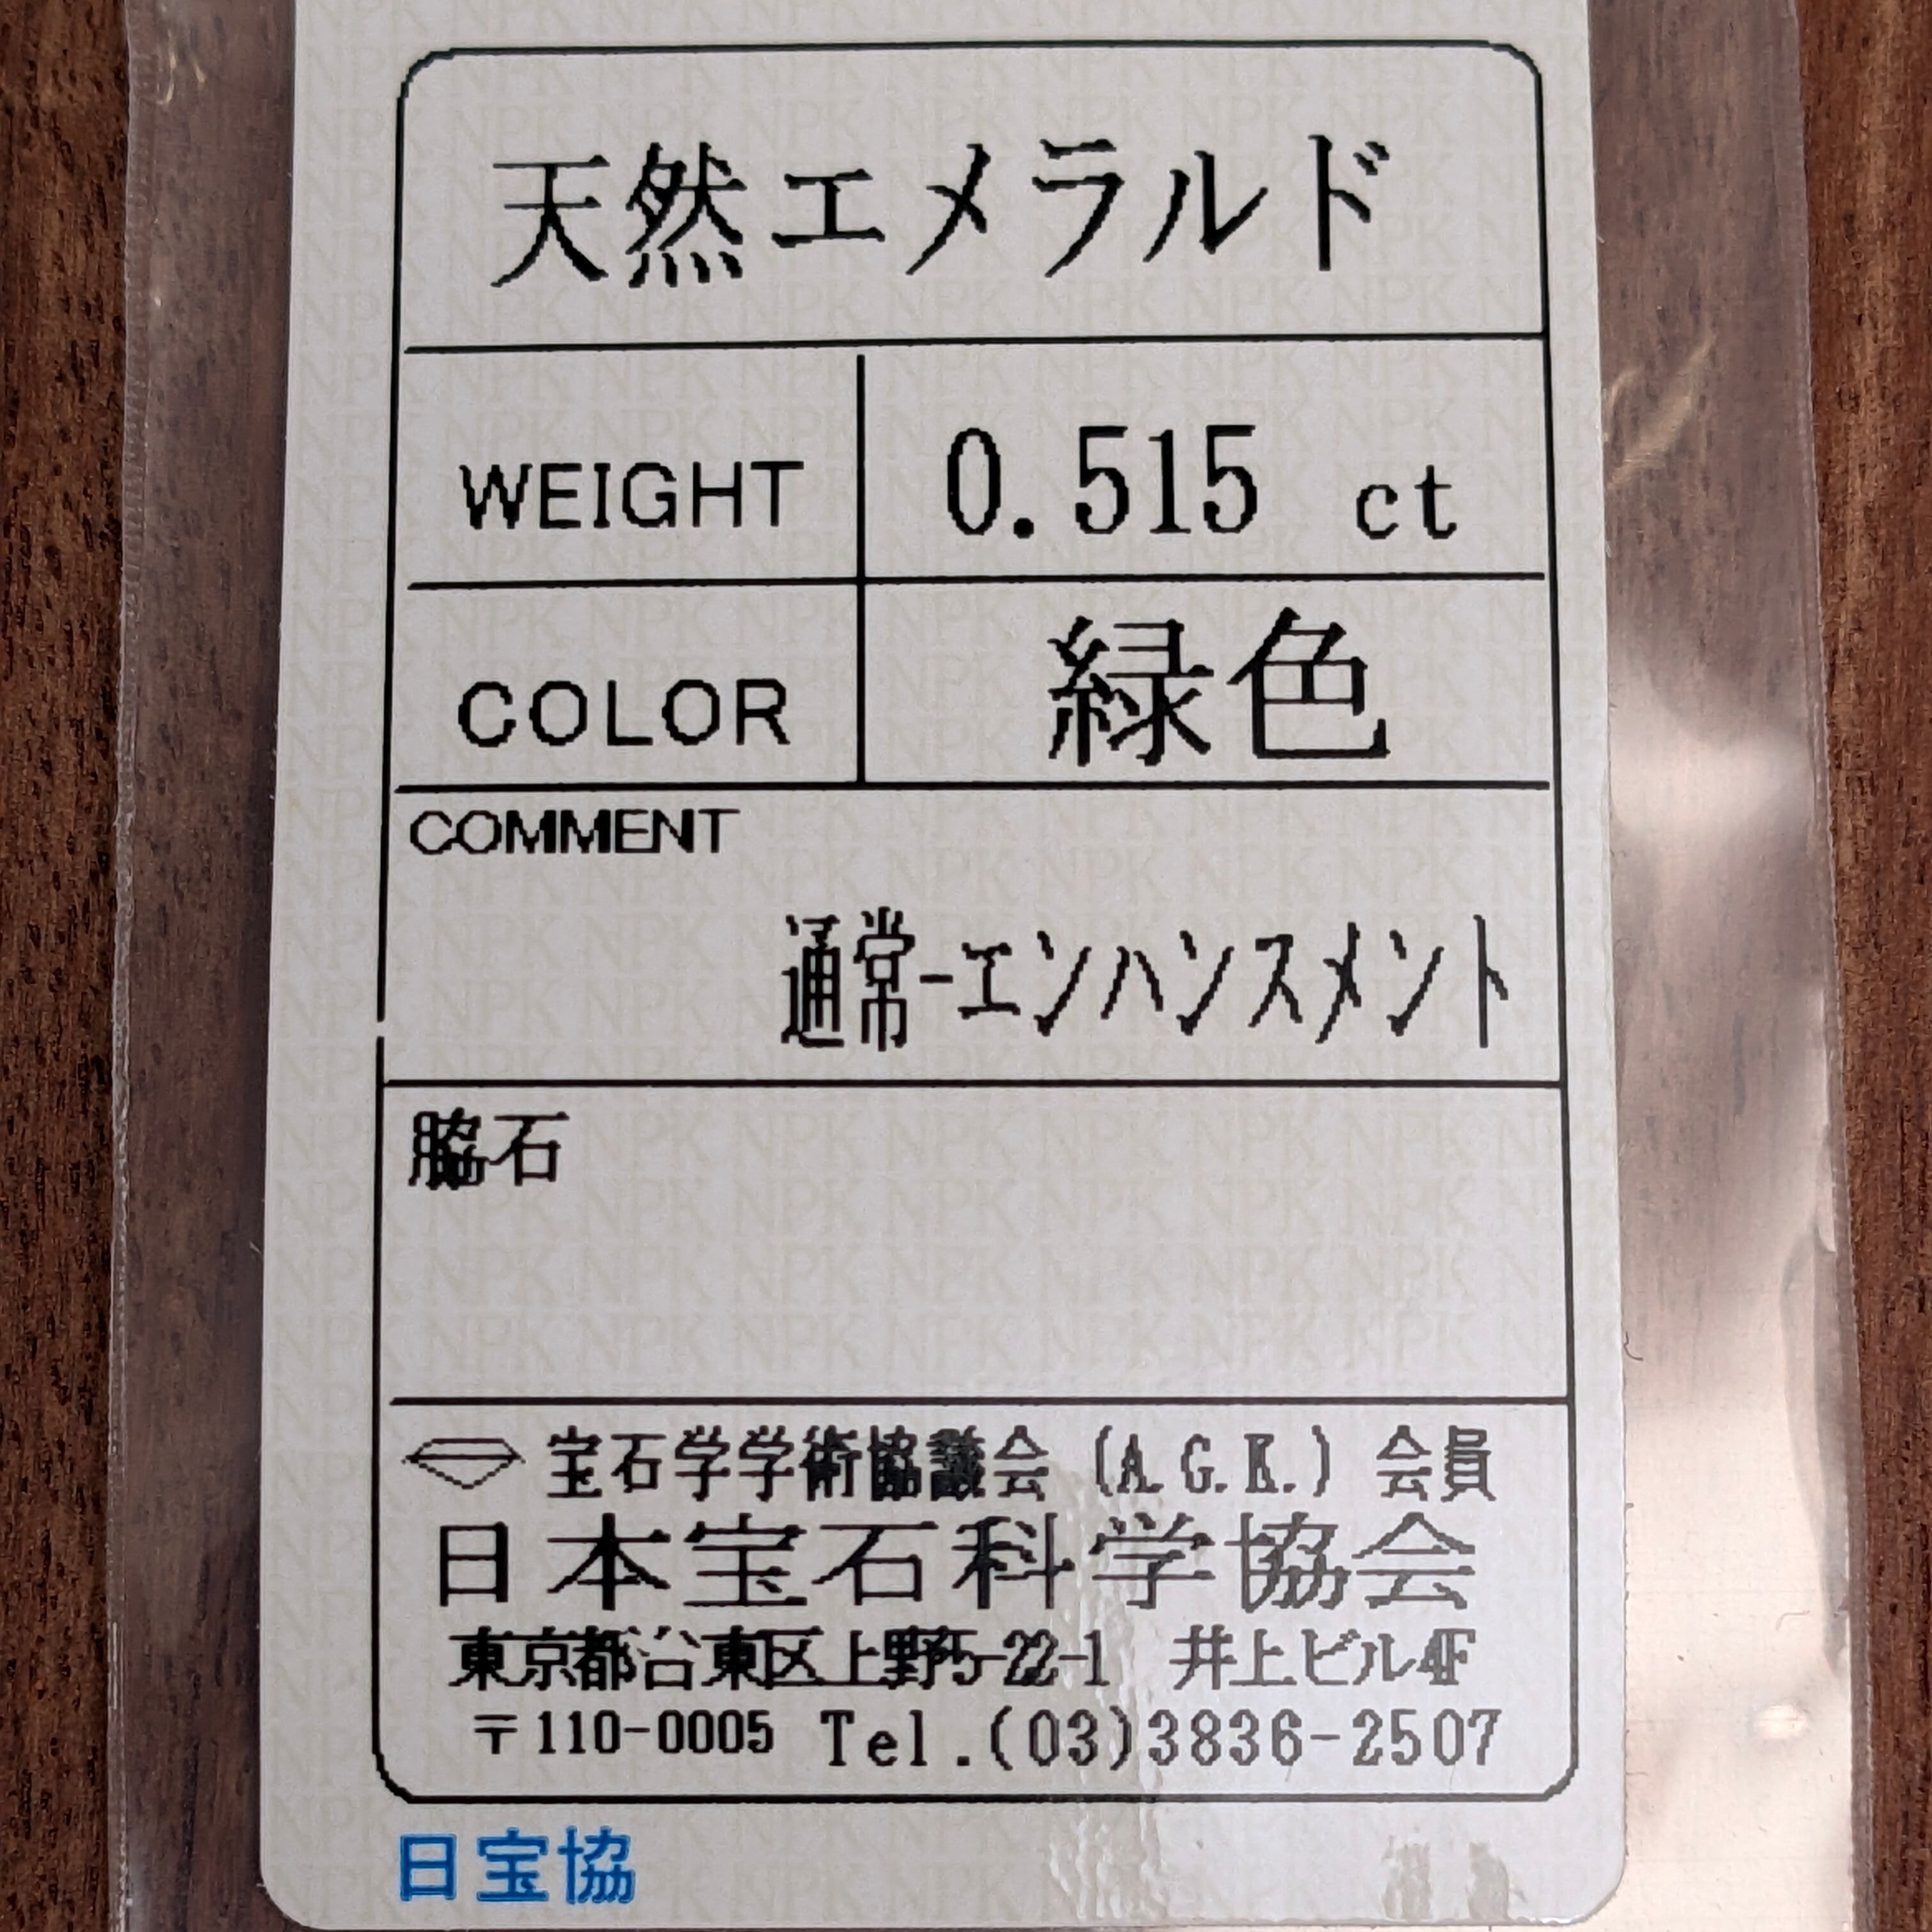 天然エメラルド
WEIGHT 0.515 ct
COLOR 緑色
COMMENT
通常-エンハンスメント
脇石
宝石学学術協議会(A.G.K.)会員
日本宝石科学協会
東京都台東区上野5-22-1 井上ビル4F
〒110-0005 Tel.(03)3836-2507
日宝協